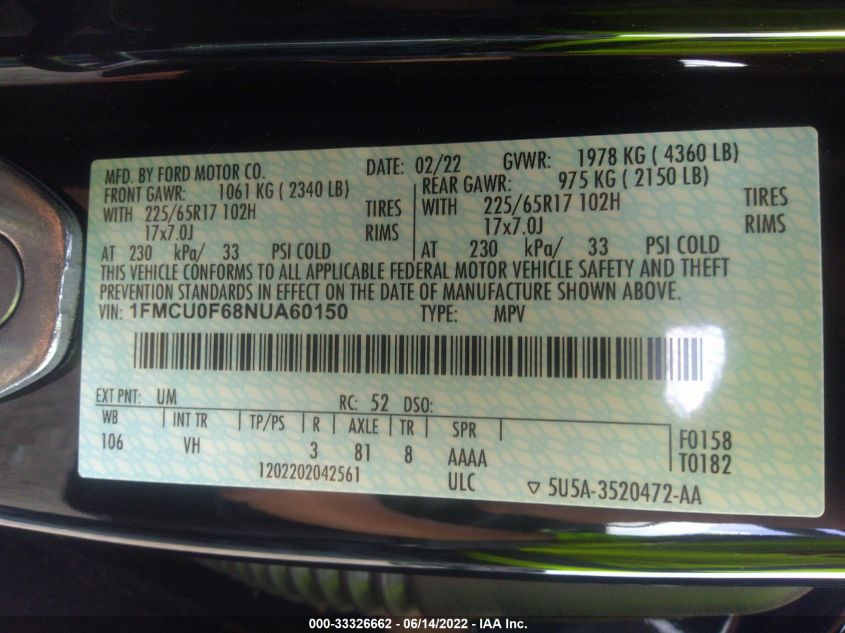 MFD. BY FORD MOTOR CO. DATE: 02/22 GVWR: 1978 KG ( 4360 LB)
FRONT GAWR: 1061 KG ( 2340 LB) REAR GAWR: 975 KG ( 2150 LB)
WITH 225/65R17 102H TIRES WITH 225/65R17 102H TIRES
17x7.0J RIMS 17x7.0J RIMS
AT 230 kPa/ 33 PSI COLD AT 230 kPa/ 33 PSI COLD
THIS VEHICLE CONFORMS TO ALL APPLICABLE FEDERAL MOTOR VEHICLE SAFETY AND THEFT
PREVENTION STANDARDS IN EFFECT ON THE DATE OF MANUFACTURE SHOWN ABOVE.
VIN: 1FMCU0F68NUA60150 TYPE: MPV
EXT PNT: UM RC: 52 DSO:
WB INT TR TP/PS R AXLE TR SPR
106 VH 3 81 8 AAAA F0158
1202202042561 ULC T0182
5U5A-3520472-AA
000-33326662 - 06/14/2022 - IAA Inc.